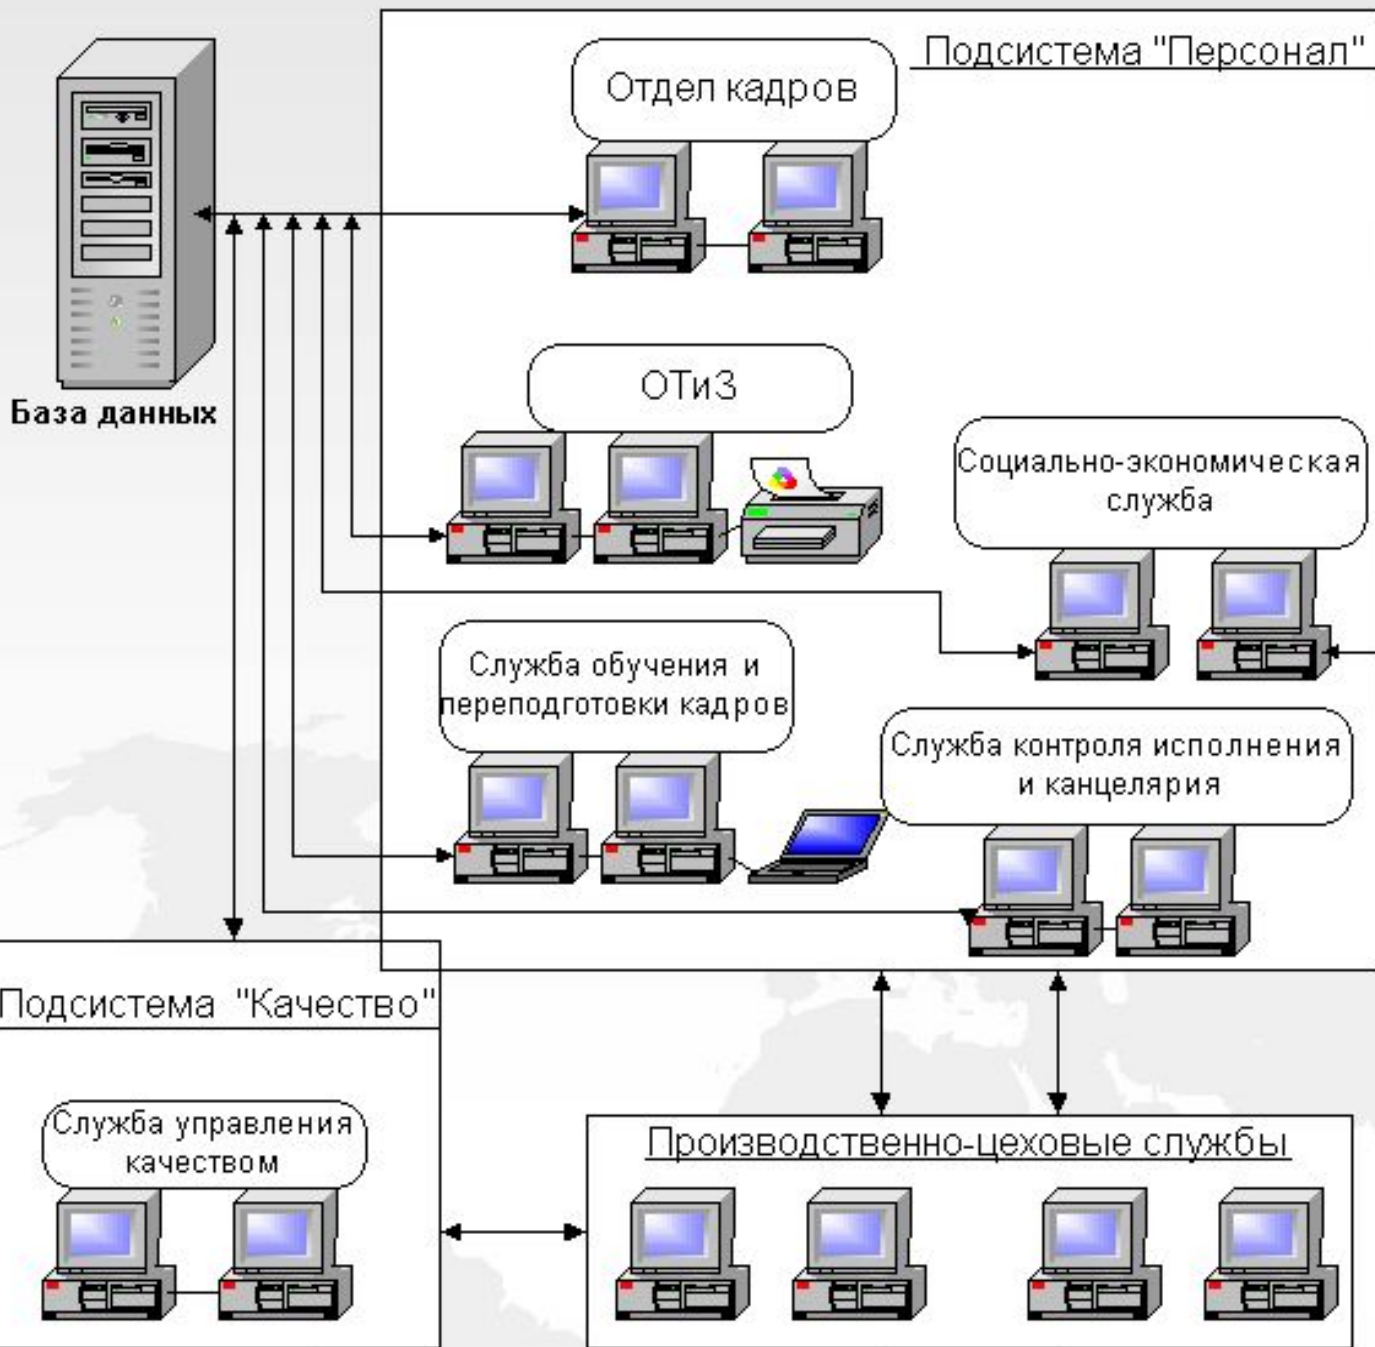 Подсистема "Персонал"
Отдел кадров
База данных
ОТиЗ
Социально-экономическая
служба
Служба обучения и
переподготовки кадров
Служба контроля исполнения
и канцелярия
Подсистема "Качество"
Служба управления
качеством
Производственно-цеховые службы